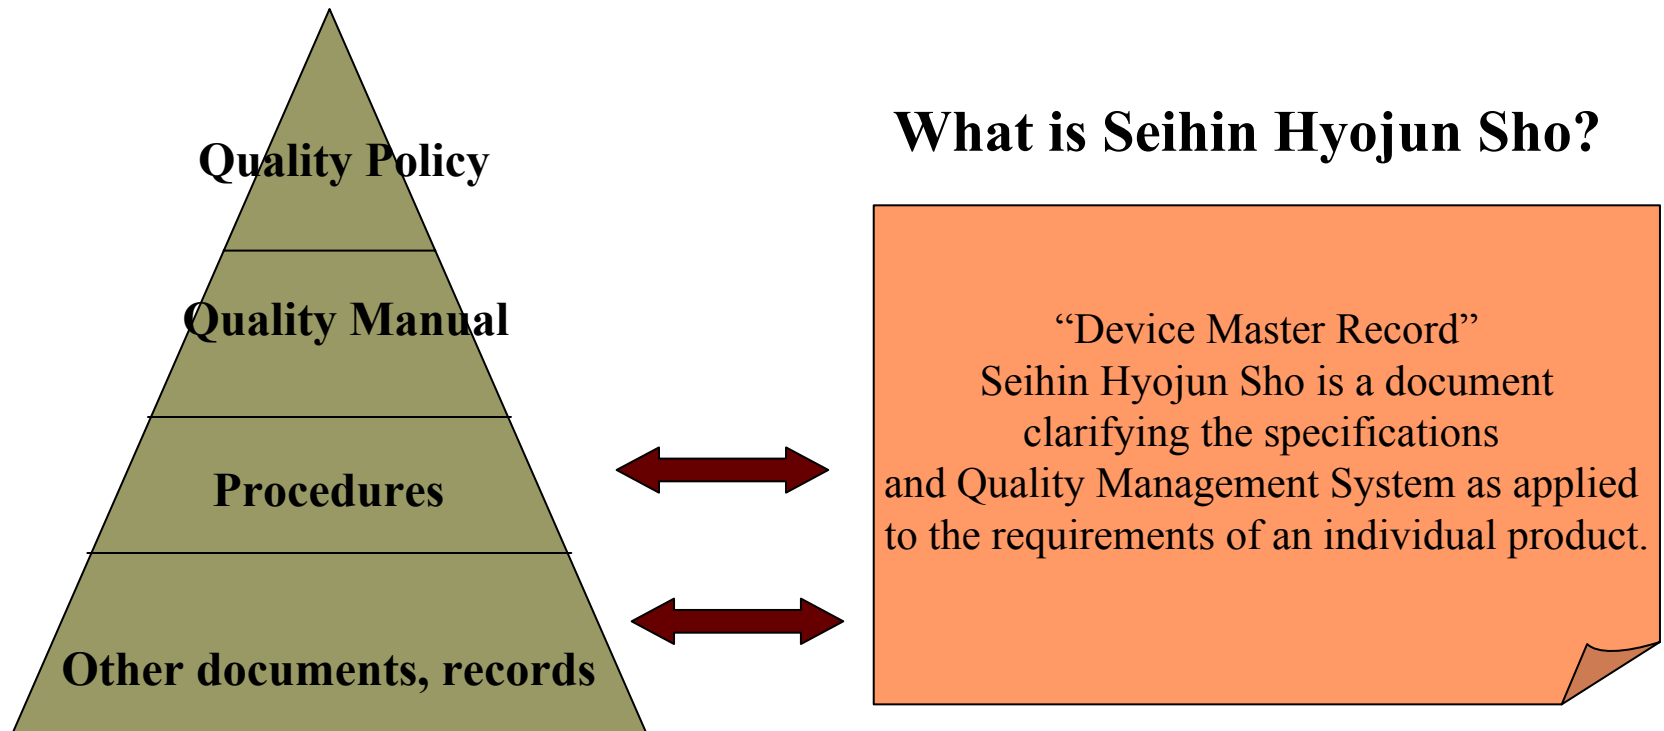 Quality Policy
Quality Manual
Procedures
Other documents, records
What is Seihin Hyojun Sho?
“Device Master Record”
Seihin Hyojun Sho is a document
clarifying the specifications
and Quality Management System as applied
to the requirements of an individual product.